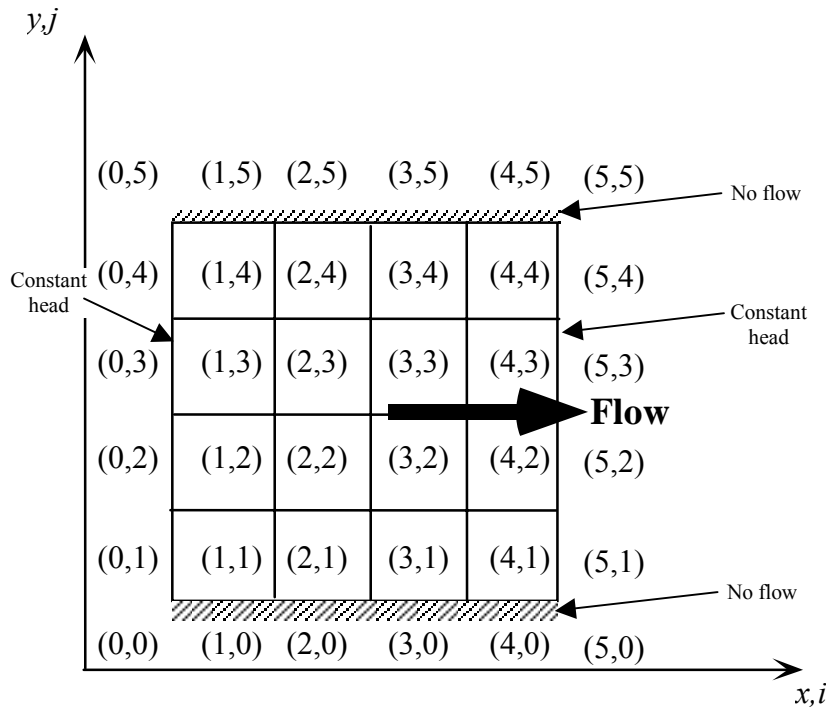 y,j
(0,5) (1,5) (2,5) (3,5) (4,5) (5,5)
No flow
(0,4) (1,4) (2,4) (3,4) (4,4) (5,4)
Constant
head
Constant
head
(0,3) (1,3) (2,3) (3,3) (4,3) (5,3)
Flow
(0,2) (1,2) (2,2) (3,2) (4,2) (5,2)
(0,1) (1,1) (2,1) (3,1) (4,1) (5,1)
No flow
(0,0) (1,0) (2,0) (3,0) (4,0) (5,0)
x,i